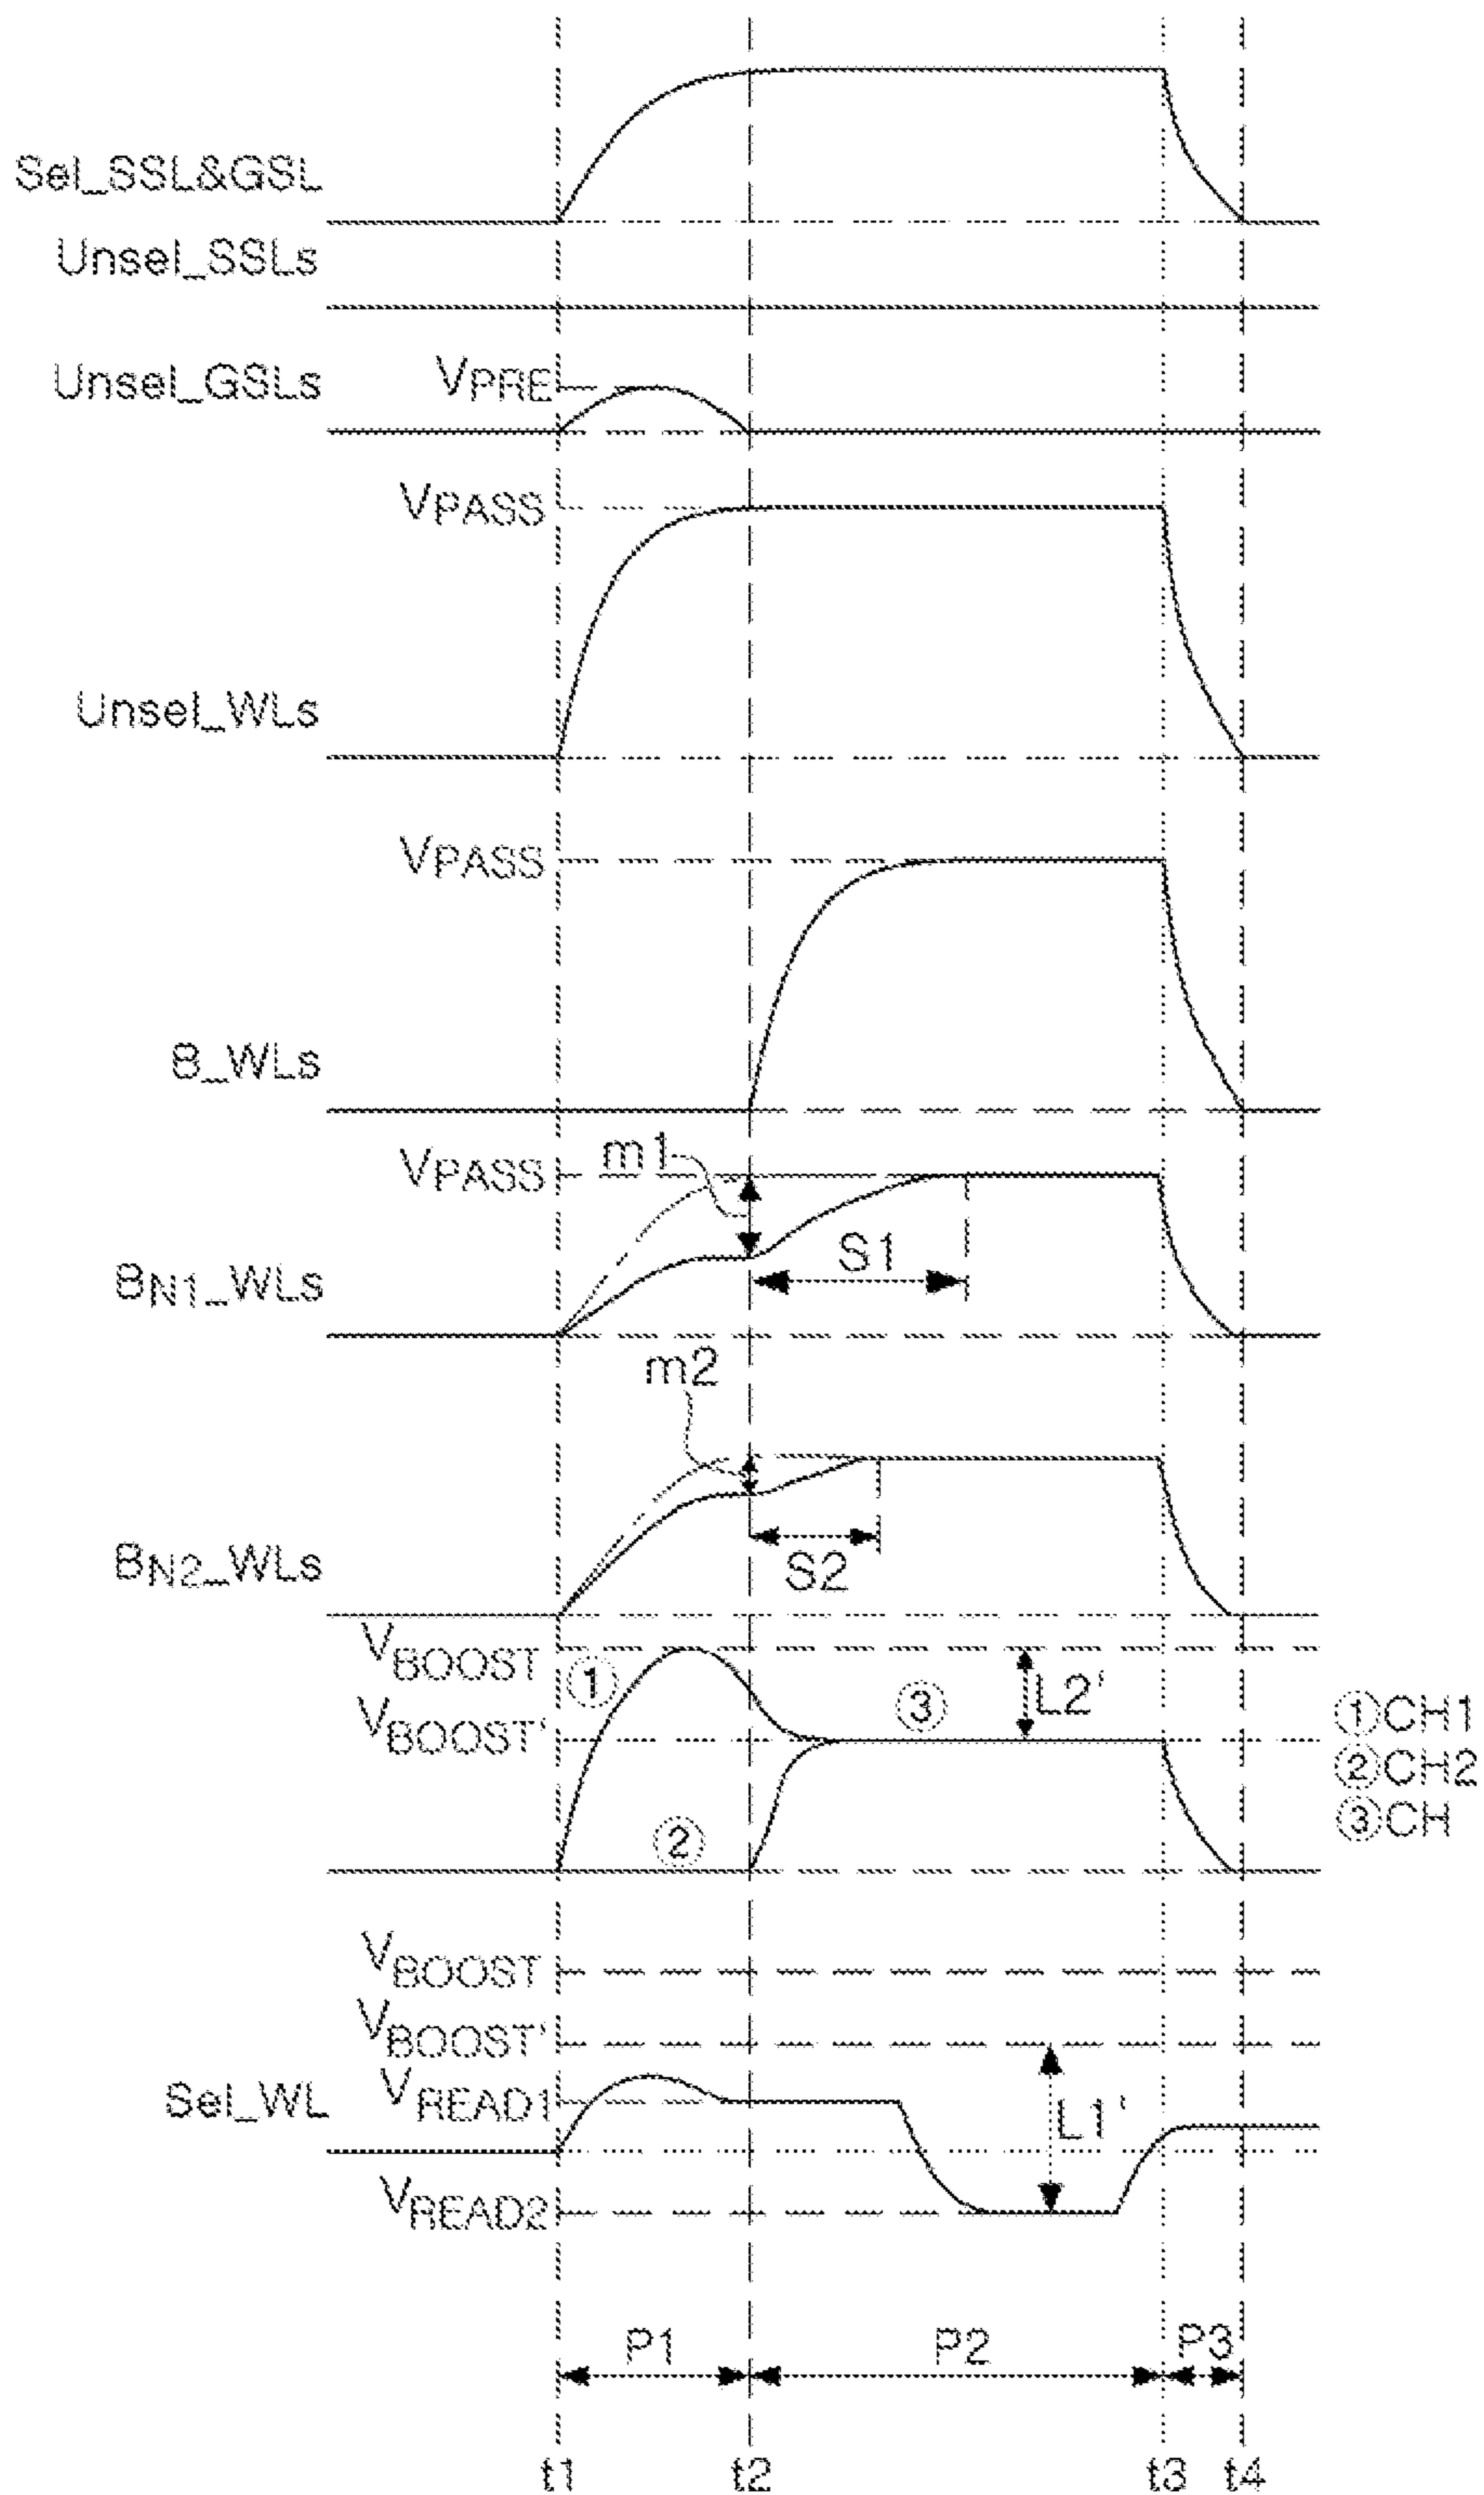 Sel_SSL&GSL
Unsel_SSLs
Unsel_GSLs VPRE
VPASS
Unsel_WLs
VPASS
B_WLs
VPASS m1
S1
BN1_WLs
m2
S2
BN2_WLs
VBOOST
① L2'
VBOOST' ③
①CH1
②CH2
③CH
②
VBOOST
VBOOST'
Sel_WL VREAD1
L1'
VREAD2
P1 P2 P3
t1 t2 t3 t4